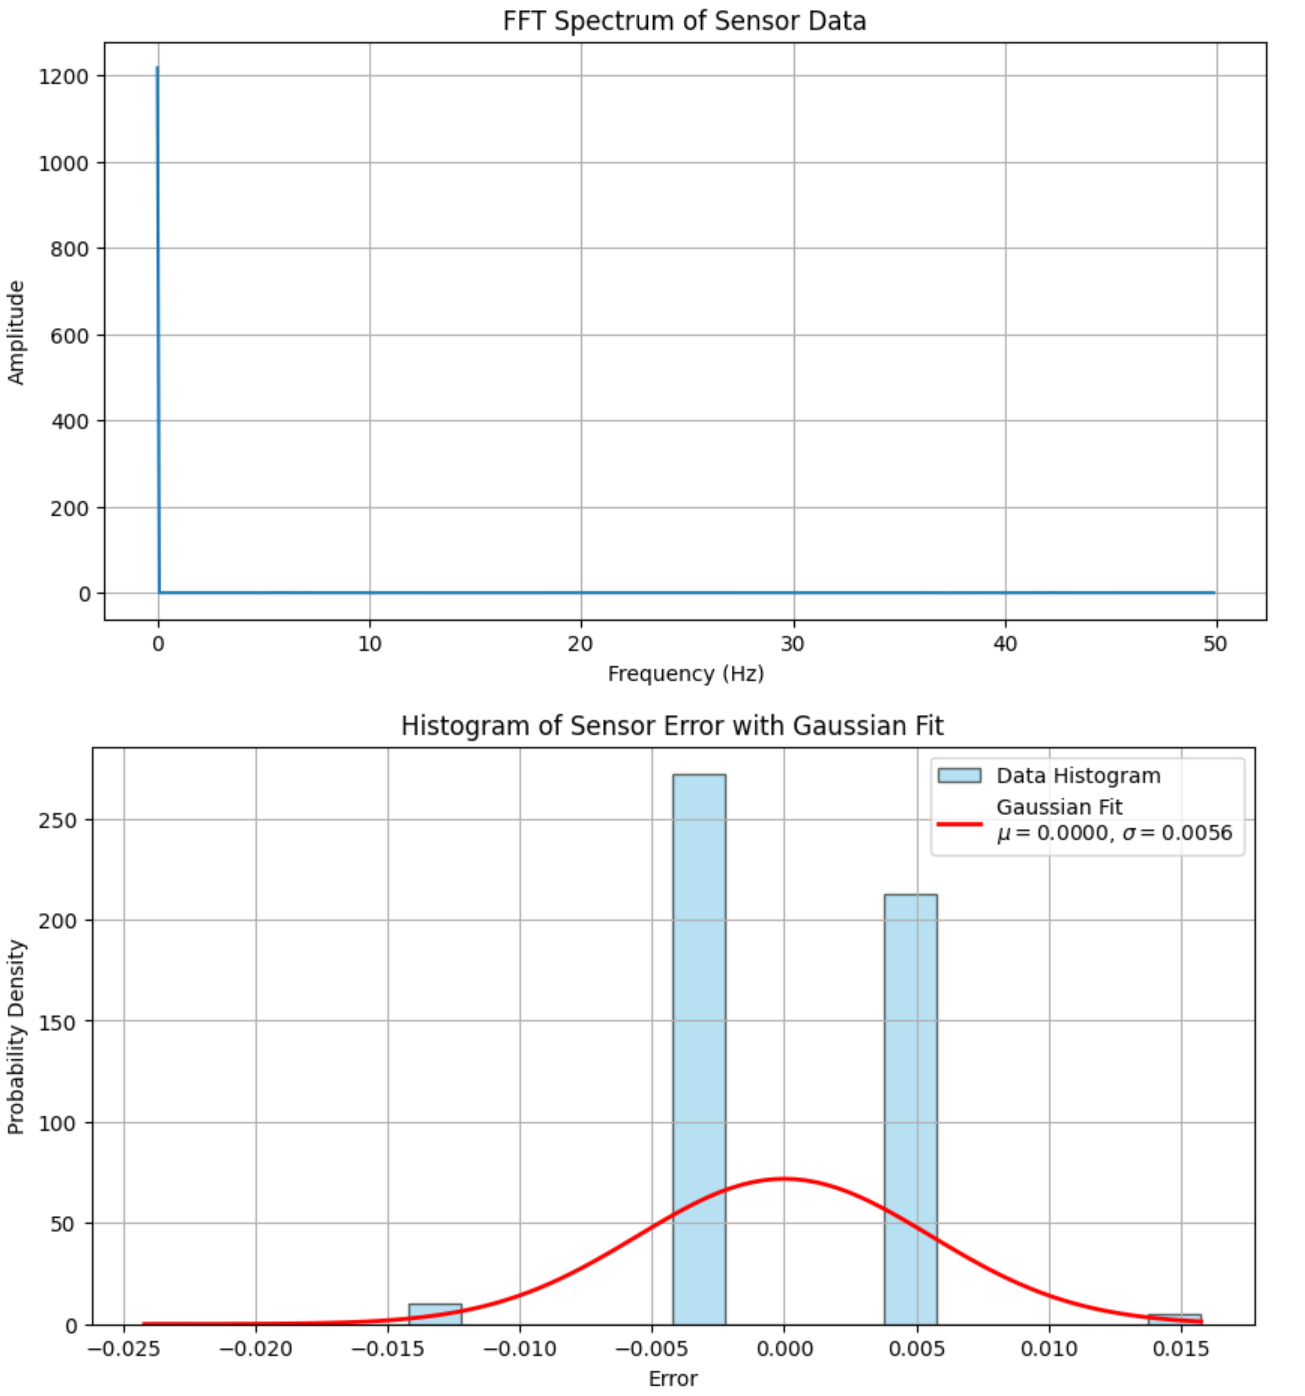 FFT Spectrum of Sensor Data
1200
1000
800
600
400
200
0
Amplitude
0 10 20 30 40 50
Frequency (Hz)
Histogram of Sensor Error with Gaussian Fit
Data Histogram
Gaussian Fit
μ = 0.0000, σ = 0.0056
250
200
150
100
50
0
Probability Density
−0.025 −0.020 −0.015 −0.010 −0.005 0.000 0.005 0.010 0.015
Error